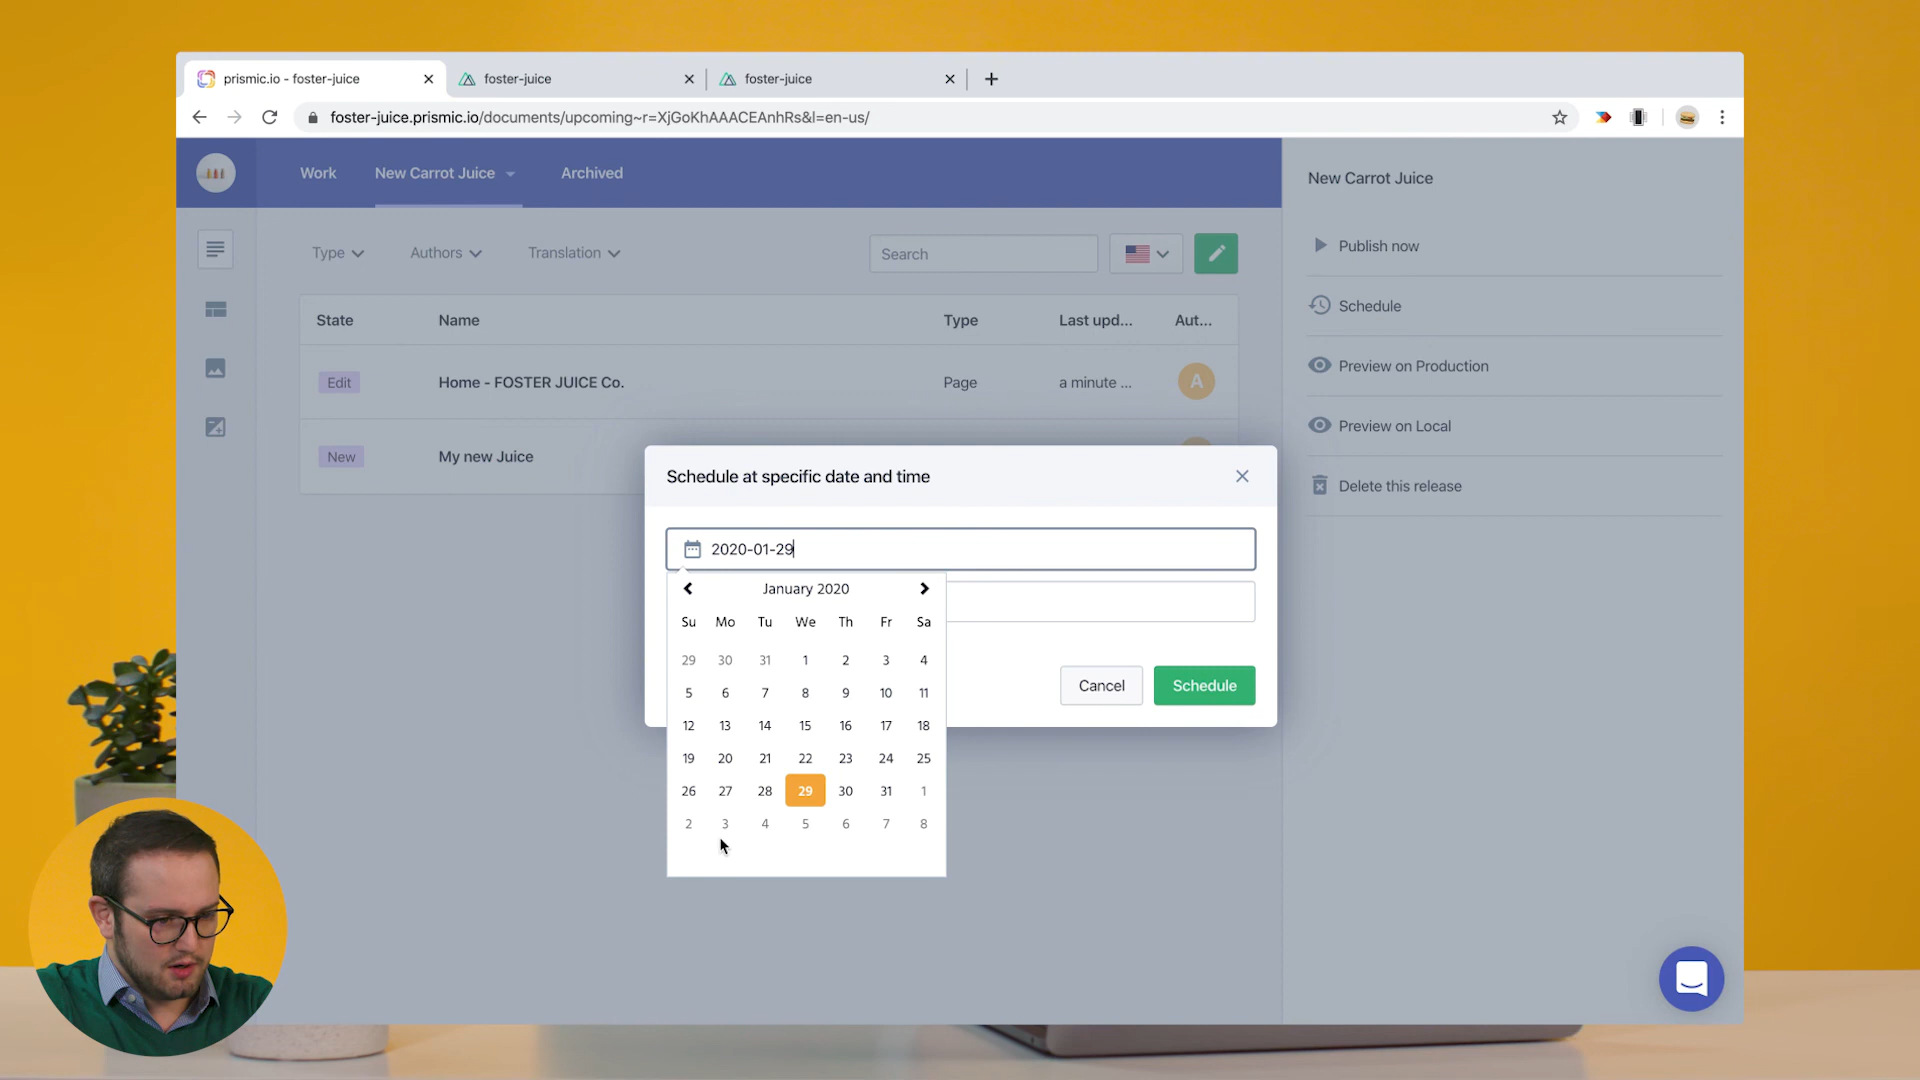 prismic.io - foster-juice
foster-juice
foster-juice
foster-juice.prismic.io/documents/upcoming~r=XjGoKhAAACEAnhRs&l=en-us/
Work
New Carrot Juice
Archived
Type
Authors
Translation
Search
State Name Type Last upd... Aut...
Edit Home - FOSTER JUICE Co. Page a minute ... A
New My new Juice
New Carrot Juice
Publish now
Schedule
Preview on Production
Preview on Local
Delete this release
Schedule at specific date and time
2020-01-29
January 2020
Su Mo Tu We Th Fr Sa
29 30 31 1 2 3 4
5 6 7 8 9 10 11
12 13 14 15 16 17 18
19 20 21 22 23 24 25
26 27 28 29 30 31 1
2 3 4 5 6 7 8
Cancel
Schedule